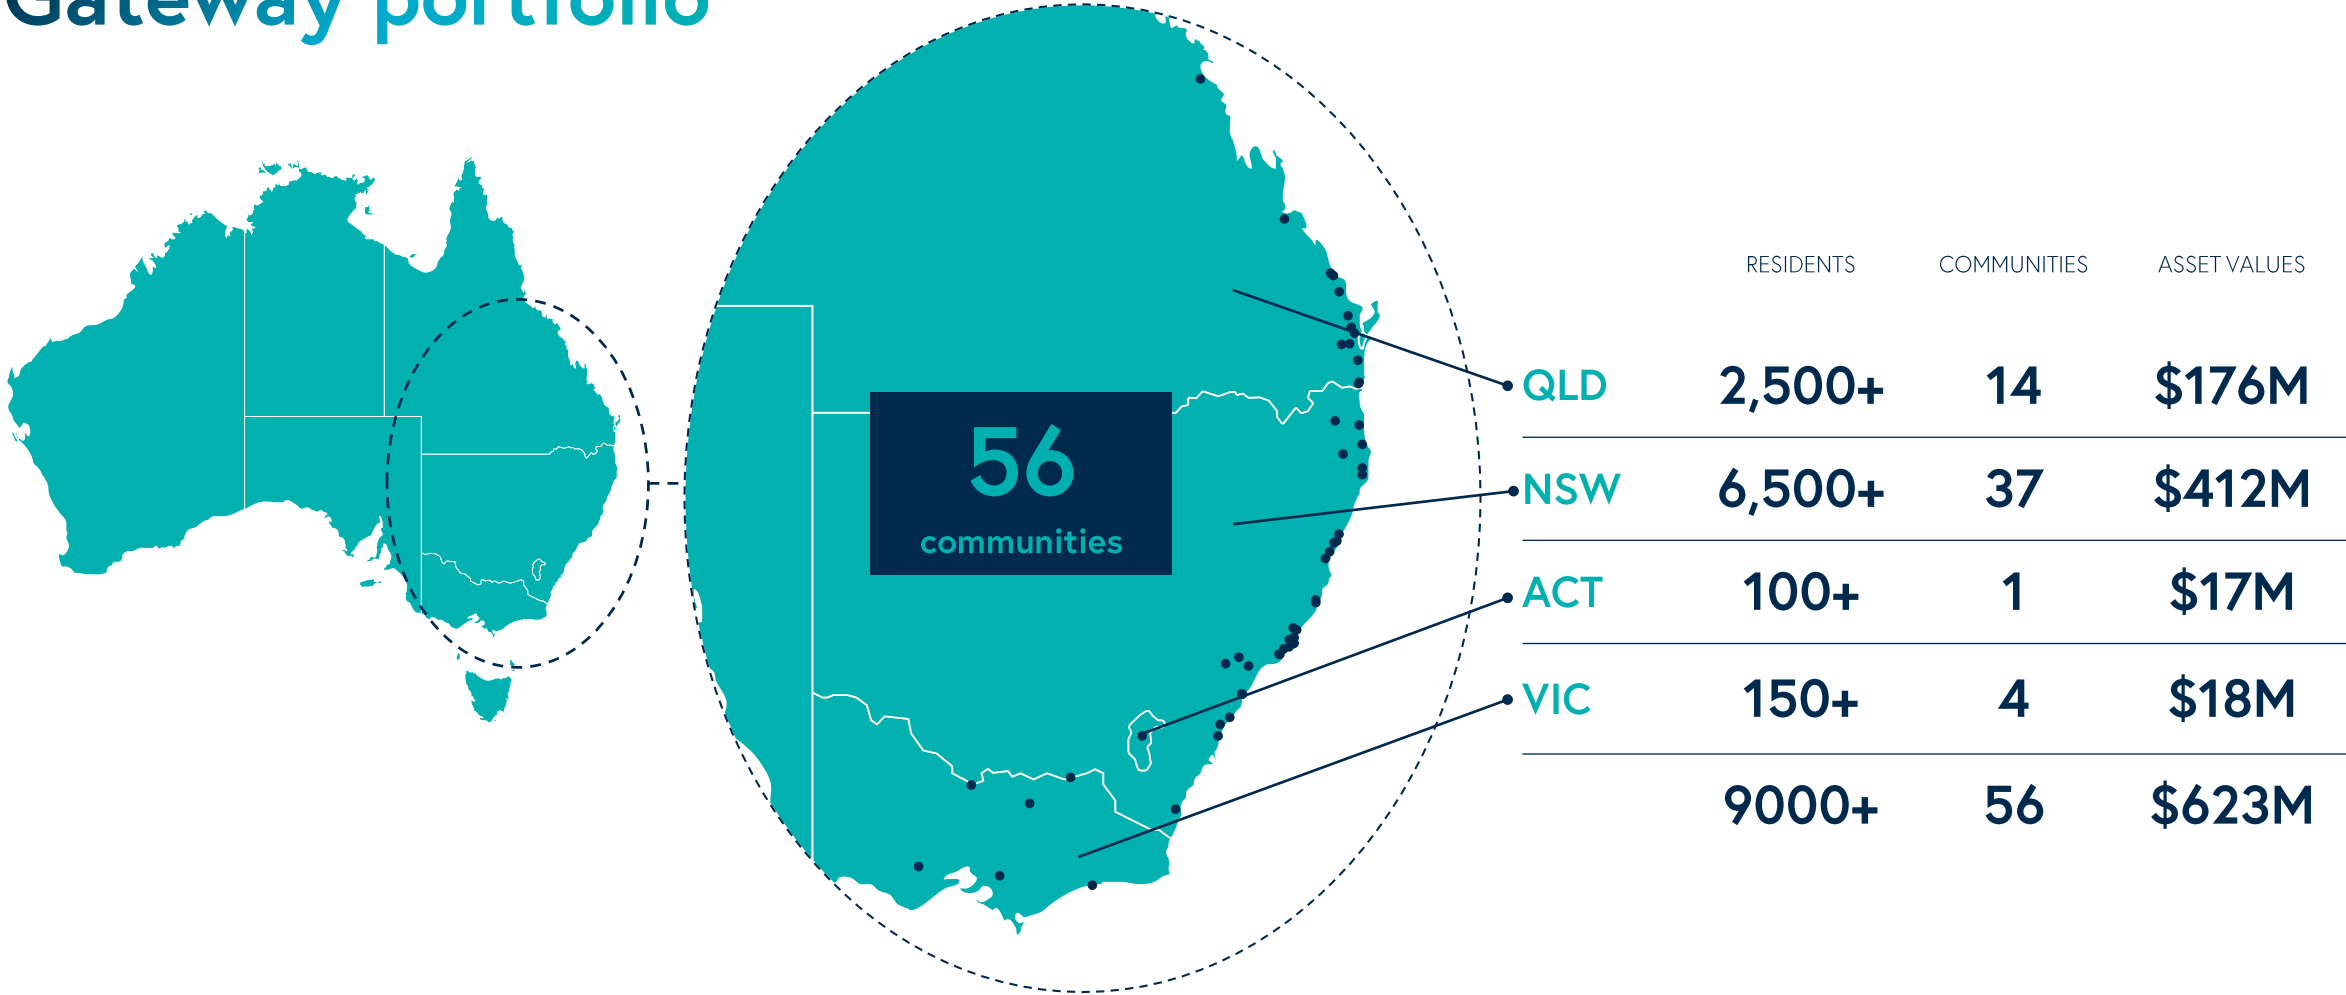 Gateway portfolio
56
communities
RESIDENTS COMMUNITIES ASSET VALUES
QLD 2,500+ 14 $176M
NSW 6,500+ 37 $412M
ACT 100+ 1 $17M
VIC 150+ 4 $18M
9000+ 56 $623M